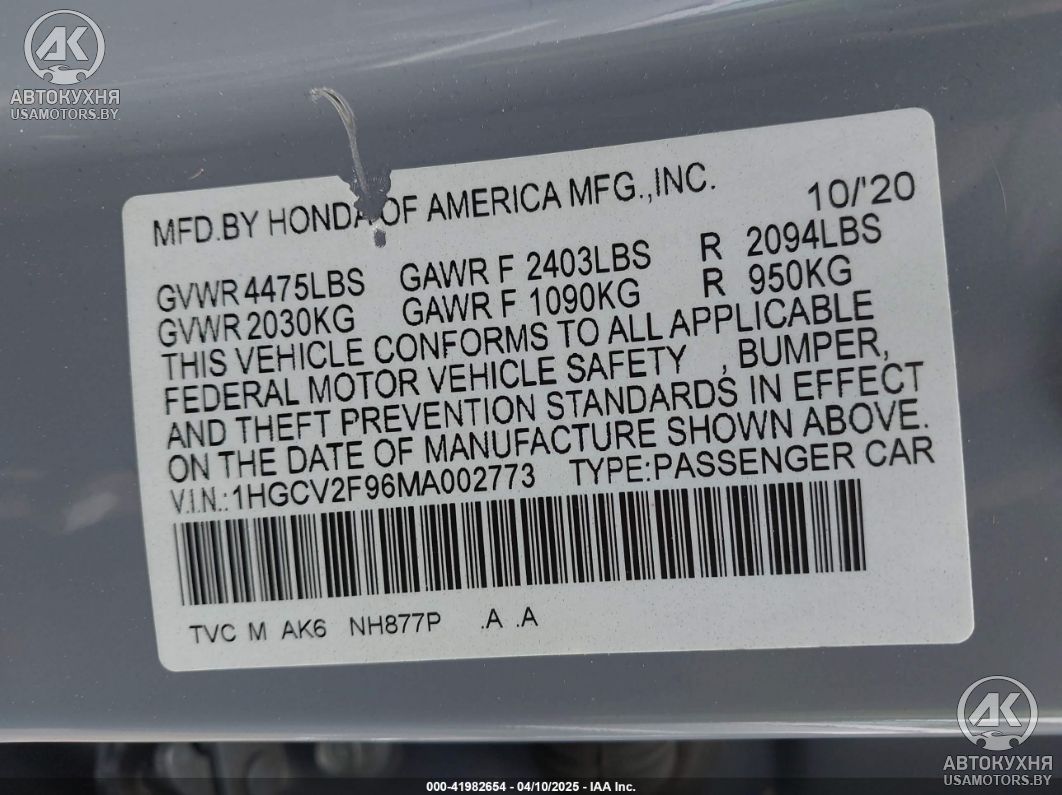 АК
АВТОКУХНЯ
USAMOTORS.BY
MFD.BY HONDA OF AMERICA MFG.,INC. 10/'20
GVWR 4475LBS GAWR F 2403LBS R 2094LBS
GVWR 2030KG GAWR F 1090KG R 950KG
THIS VEHICLE CONFORMS TO ALL APPLICABLE
FEDERAL MOTOR VEHICLE SAFETY , BUMPER,
AND THEFT PREVENTION STANDARDS IN EFFECT
ON THE DATE OF MANUFACTURE SHOWN ABOVE.
V.I.N.:1HGCV2F96MA002773 TYPE:PASSENGER CAR
TVC M AK6 NH877P .A .A
АК
АВТОКУХНЯ
USAMOTORS.BY
000-41982654 - 04/10/2025 - IAA Inc.